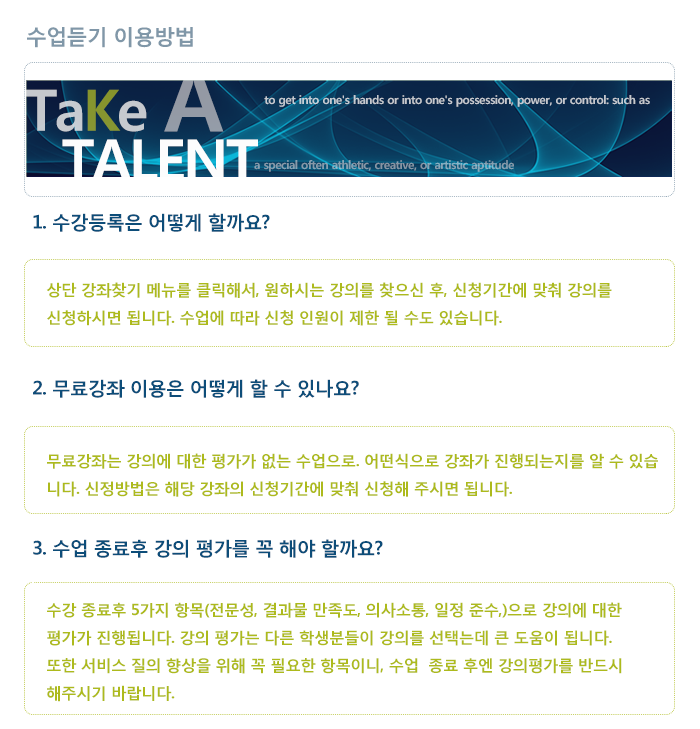 수업듣기 이용방법
TaKe A
to get into one's hands or into one's possession, power, or control: such as
TALENT
a special often athletic, creative, or artistic aptitude
1. 수강등록은 어떻게 할까요?
상단 강좌찾기 메뉴를 클릭해서, 원하시는 강의를 찾으신 후, 신청기간에 맞춰 강의를
신청하시면 됩니다. 수업에 따라 신청 인원이 제한 될 수도 있습니다.
2. 무료강좌 이용은 어떻게 할 수 있나요?
무료강좌는 강의에 대한 평가가 없는 수업으로. 어떤식으로 강좌가 진행되는지를 알 수 있습
니다. 신정방법은 해당 강좌의 신청기간에 맞춰 신청해 주시면 됩니다.
3. 수업 종료후 강의 평가를 꼭 해야 할까요?
수강 종료후 5가지 항목(전문성, 결과물 만족도, 의사소통, 일정 준수,)으로 강의에 대한
평가가 진행됩니다. 강의 평가는 다른 학생분들이 강의를 선택는데 큰 도움이 됩니다.
또한 서비스 질의 향상을 위해 꼭 필요한 항목이니, 수업  종료 후엔 강의평가를 반드시
해주시기 바랍니다.